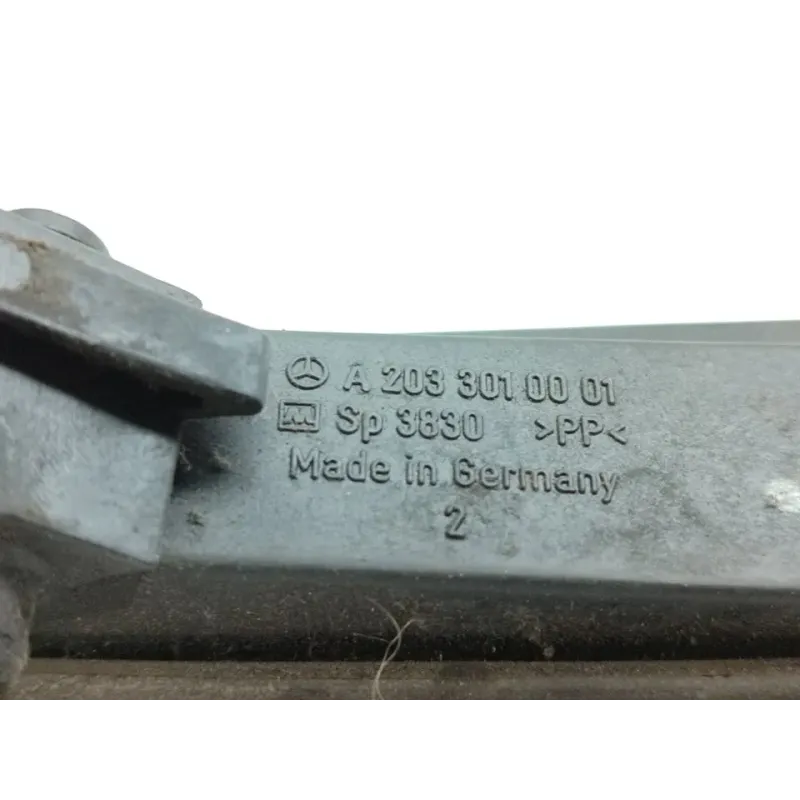 A 203 301 00 01
Sp 3830 >PP<
Made in Germany
2